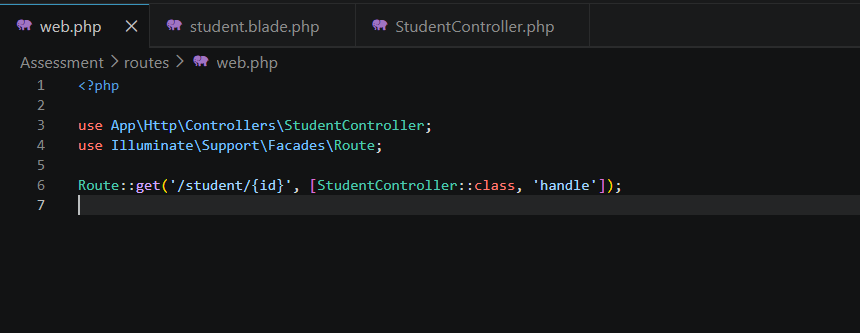 web.php
student.blade.php
StudentController.php
Assessment > routes > web.php
1 <?php
2
3 use App\Http\Controllers\StudentController;
4 use Illuminate\Support\Facades\Route;
5
6 Route::get('/student/{id}', [StudentController::class, 'handle']);
7